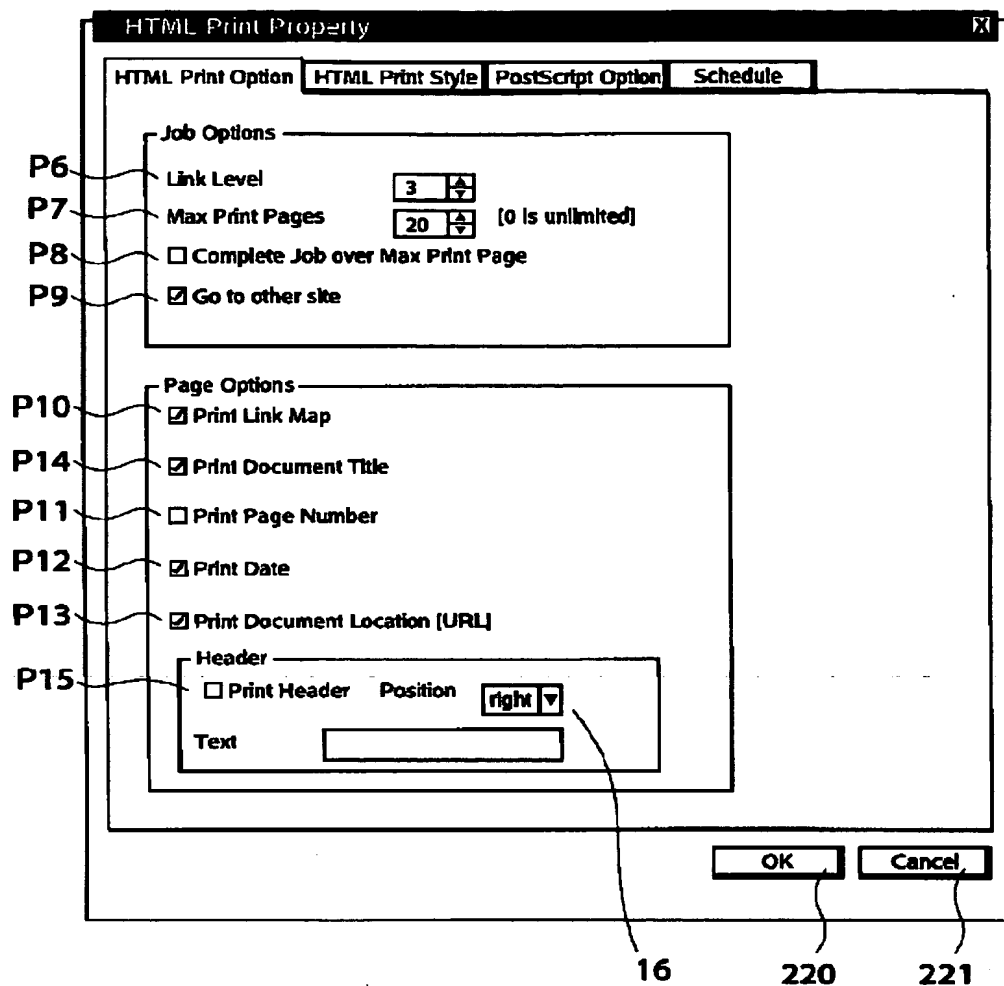 HTML Print Property X
HTML Print Option HTML Print Style PostScript Option Schedule
Job Options
P6 Link Level 3
P7 Max Print Pages 20 [0 is unlimited]
P8 Complete Job over Max Print Page
P9 Go to other site
Page Options
P10 Print Link Map
P14 Print Document Title
P11 Print Page Number
P12 Print Date
P13 Print Document Location [URL]
Header
P15 Print Header Position right
Text
OK Cancel
16 220 221